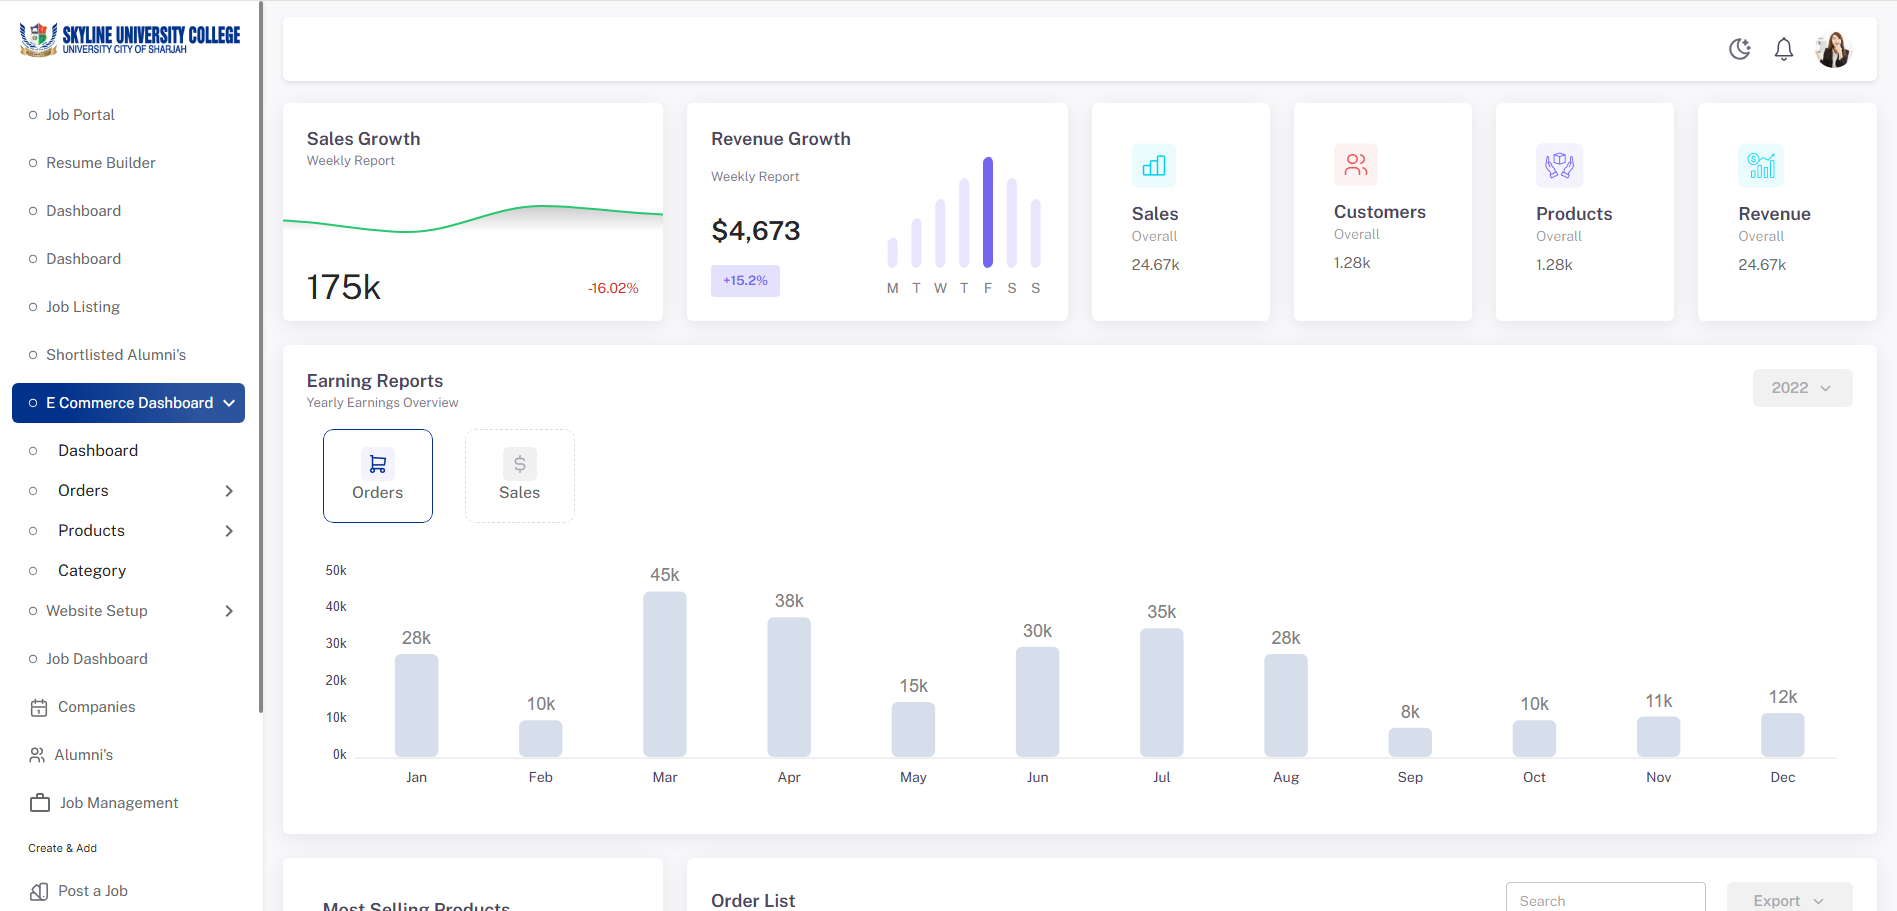 SKYLINE UNIVERSITY COLLEGE
UNIVERSITY CITY OF SHARJAH
Job Portal
Resume Builder
Dashboard
Dashboard
Job Listing
Shortlisted Alumni's
E Commerce Dashboard
Dashboard
Orders
Products
Category
Website Setup
Job Dashboard
Companies
Alumni's
Job Management
Create & Add
Post a Job
Sales Growth
Weekly Report
175k
-16.02%
Revenue Growth
Weekly Report
$4,673
+15.2%
M T W T F S S
Sales
Overall
24.67k
Customers
Overall
1.28k
Products
Overall
1.28k
Revenue
Overall
24.67k
Earning Reports
Yearly Earnings Overview
2022
Orders
Sales
50k
40k
30k
20k
10k
0k
28k
10k
45k
38k
15k
30k
35k
28k
8k
10k
11k
12k
Jan Feb Mar Apr May Jun Jul Aug Sep Oct Nov Dec
Most Selling Products
Order List
Search
Export